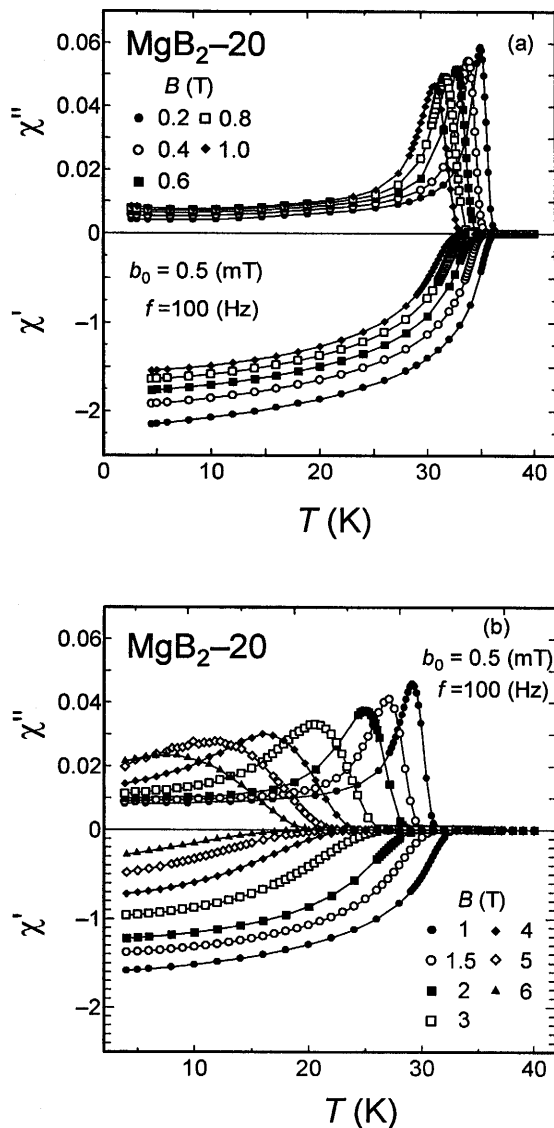 MgB₂–20
(a)
B (T)
0.2 0.8
0.4 1.0
0.6
b₀ = 0.5 (mT)
f =100 (Hz)
χ''
χ'
0.06
0.04
0.02
0
−1
−2
0 10 20 30 40
T (K)
MgB₂–20
(b)
b₀ = 0.5 (mT)
f =100 (Hz)
χ''
χ'
0.06
0.04
0.02
0
−1
−2
B (T)
1 4
1.5 5
2 6
3
10 20 30 40
T (K)